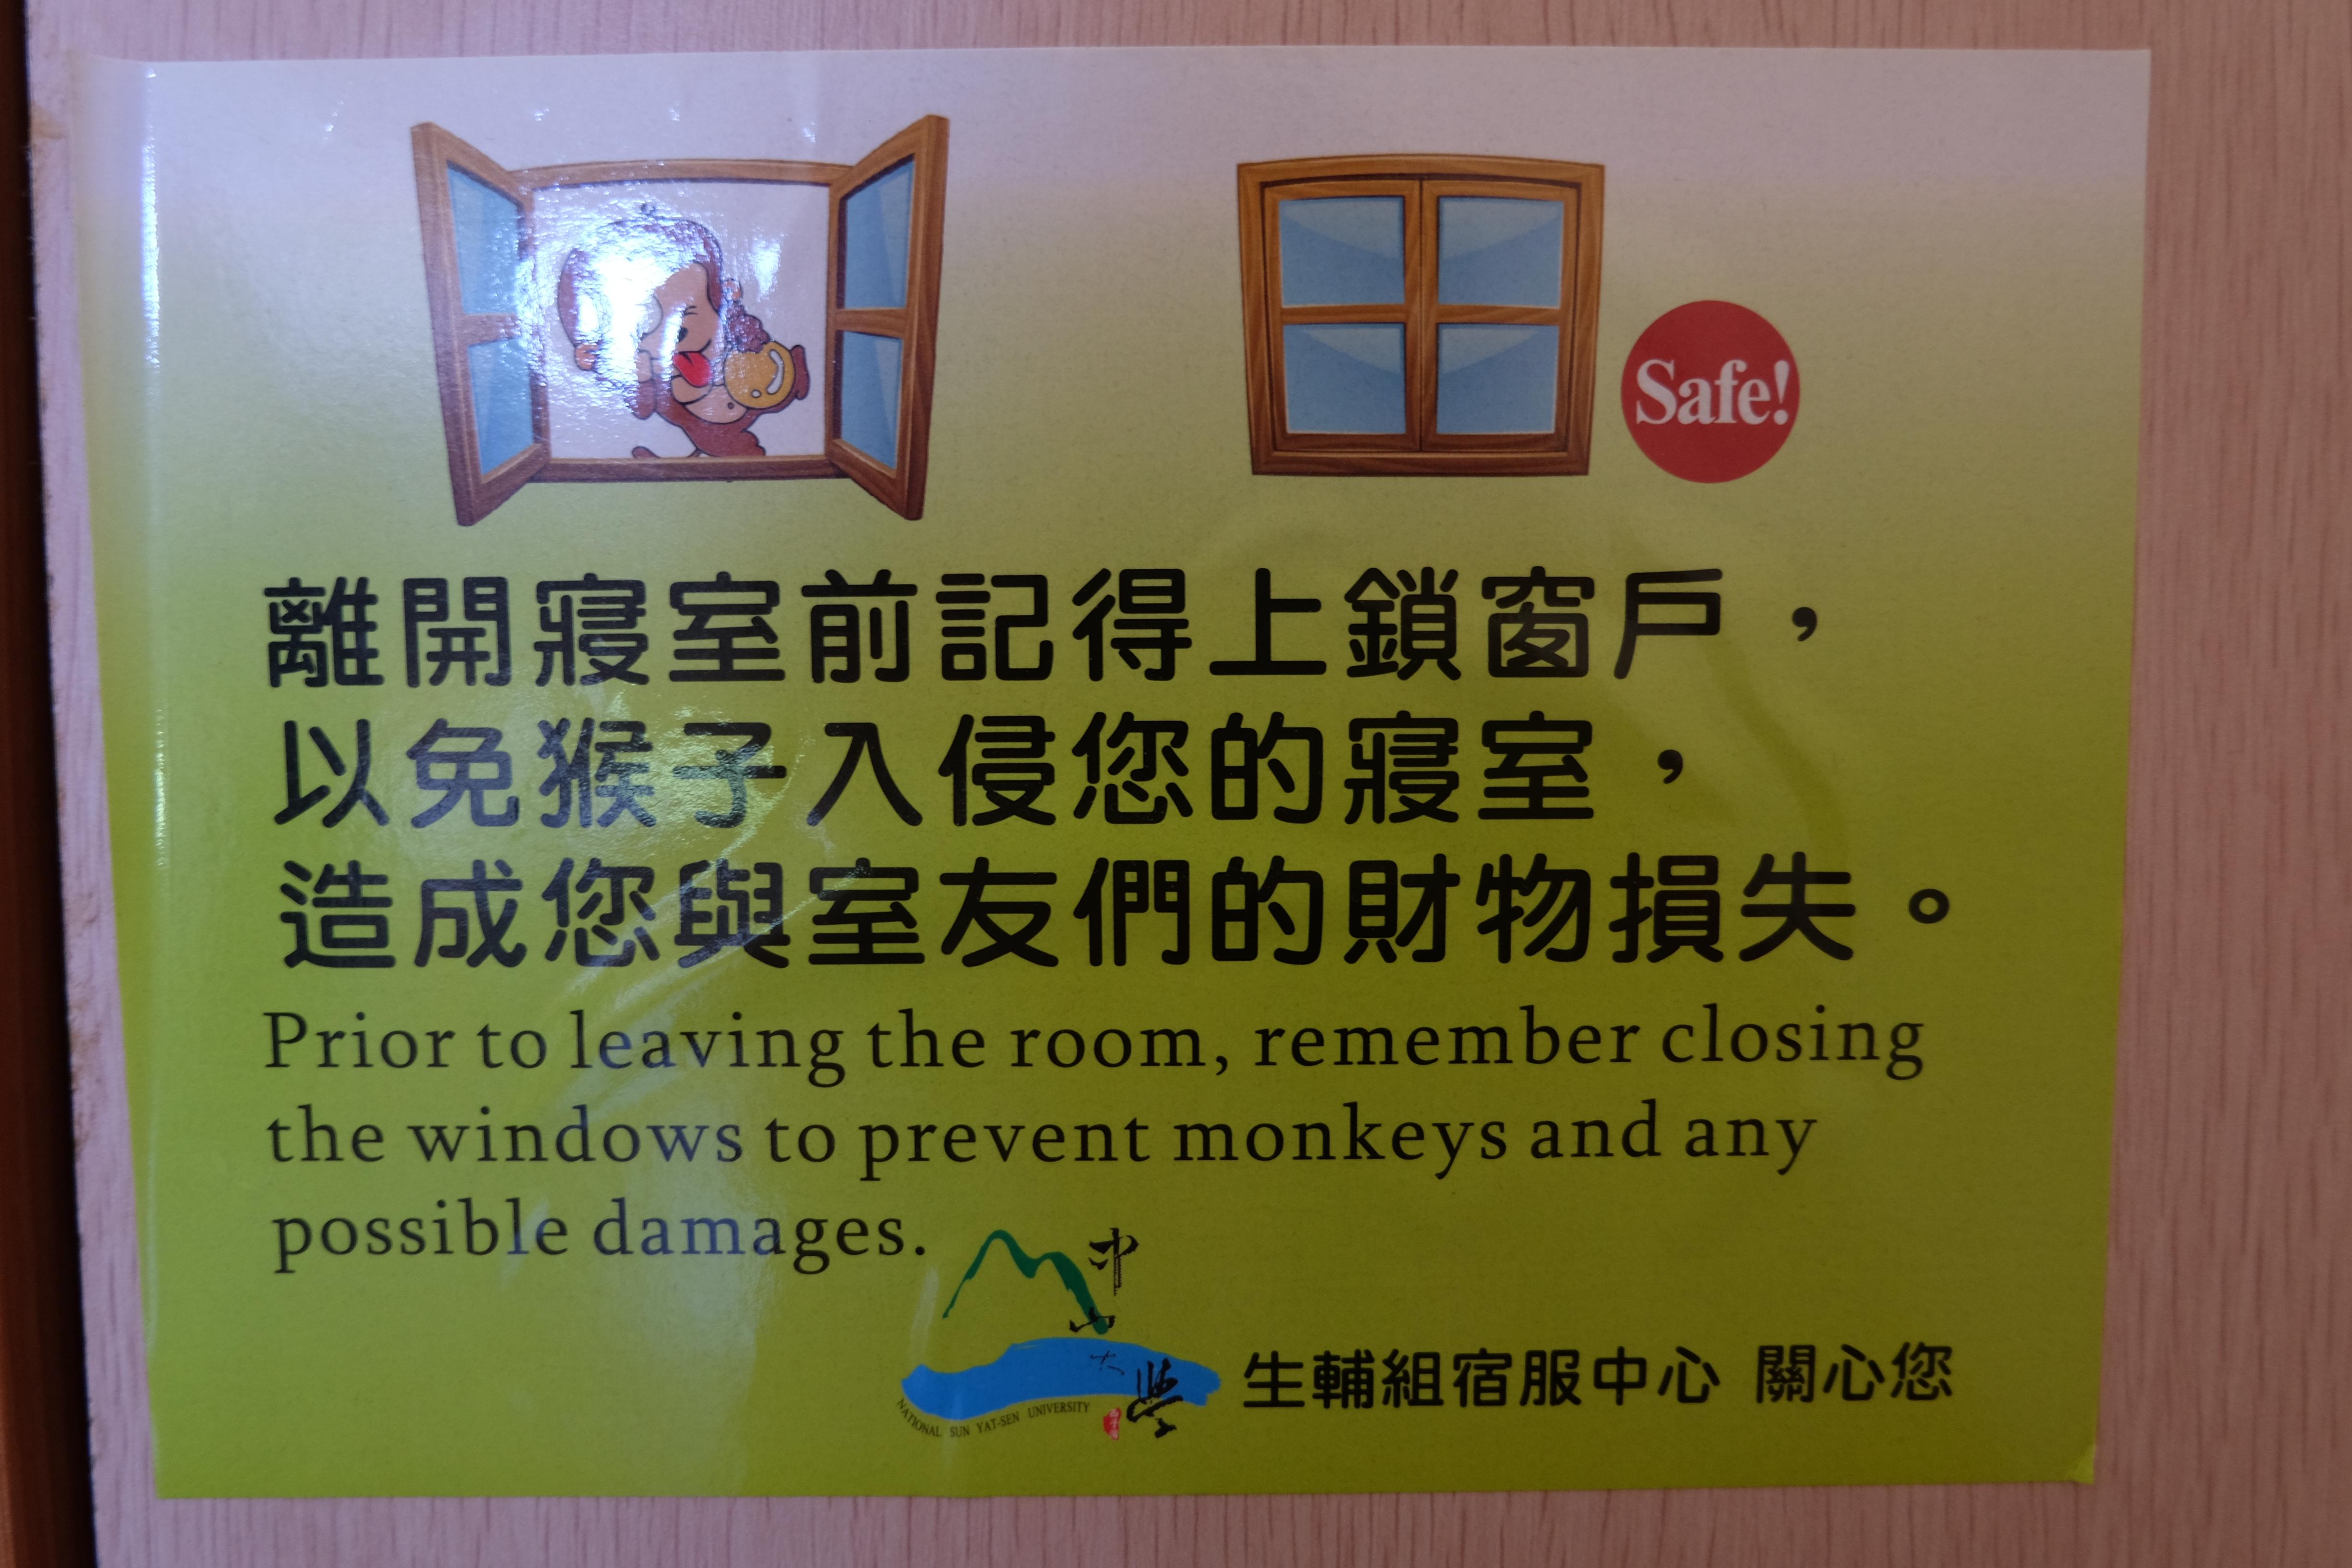 Safe!
離開寢室前記得上鎖窗戶，
以免猴子入侵您的寢室，
造成您與室友們的財物損失。
Prior to leaving the room, remember closing
the windows to prevent monkeys and any
possible damages.
中
山
大
學
NATIONAL SUN YAT-SEN UNIVERSITY
生輔組宿服中心 關心您